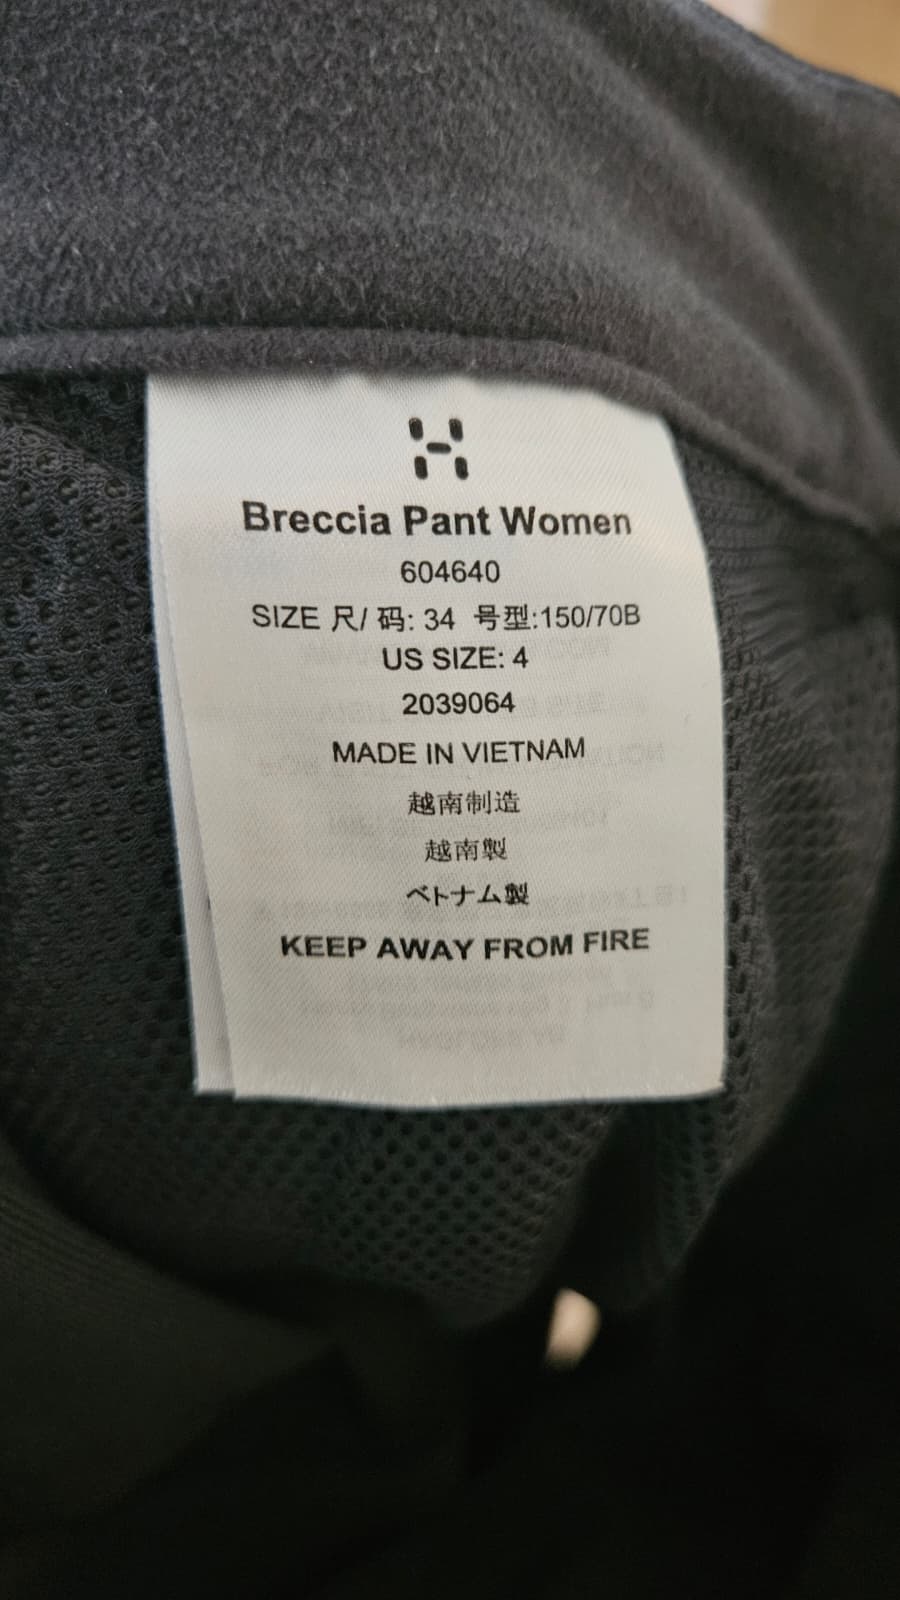 Breccia Pant Women
604640
SIZE 尺/ 码: 34 号型:150/70B
US SIZE: 4
2039064
MADE IN VIETNAM
越南制造
越南製
ベトナム製
KEEP AWAY FROM FIRE